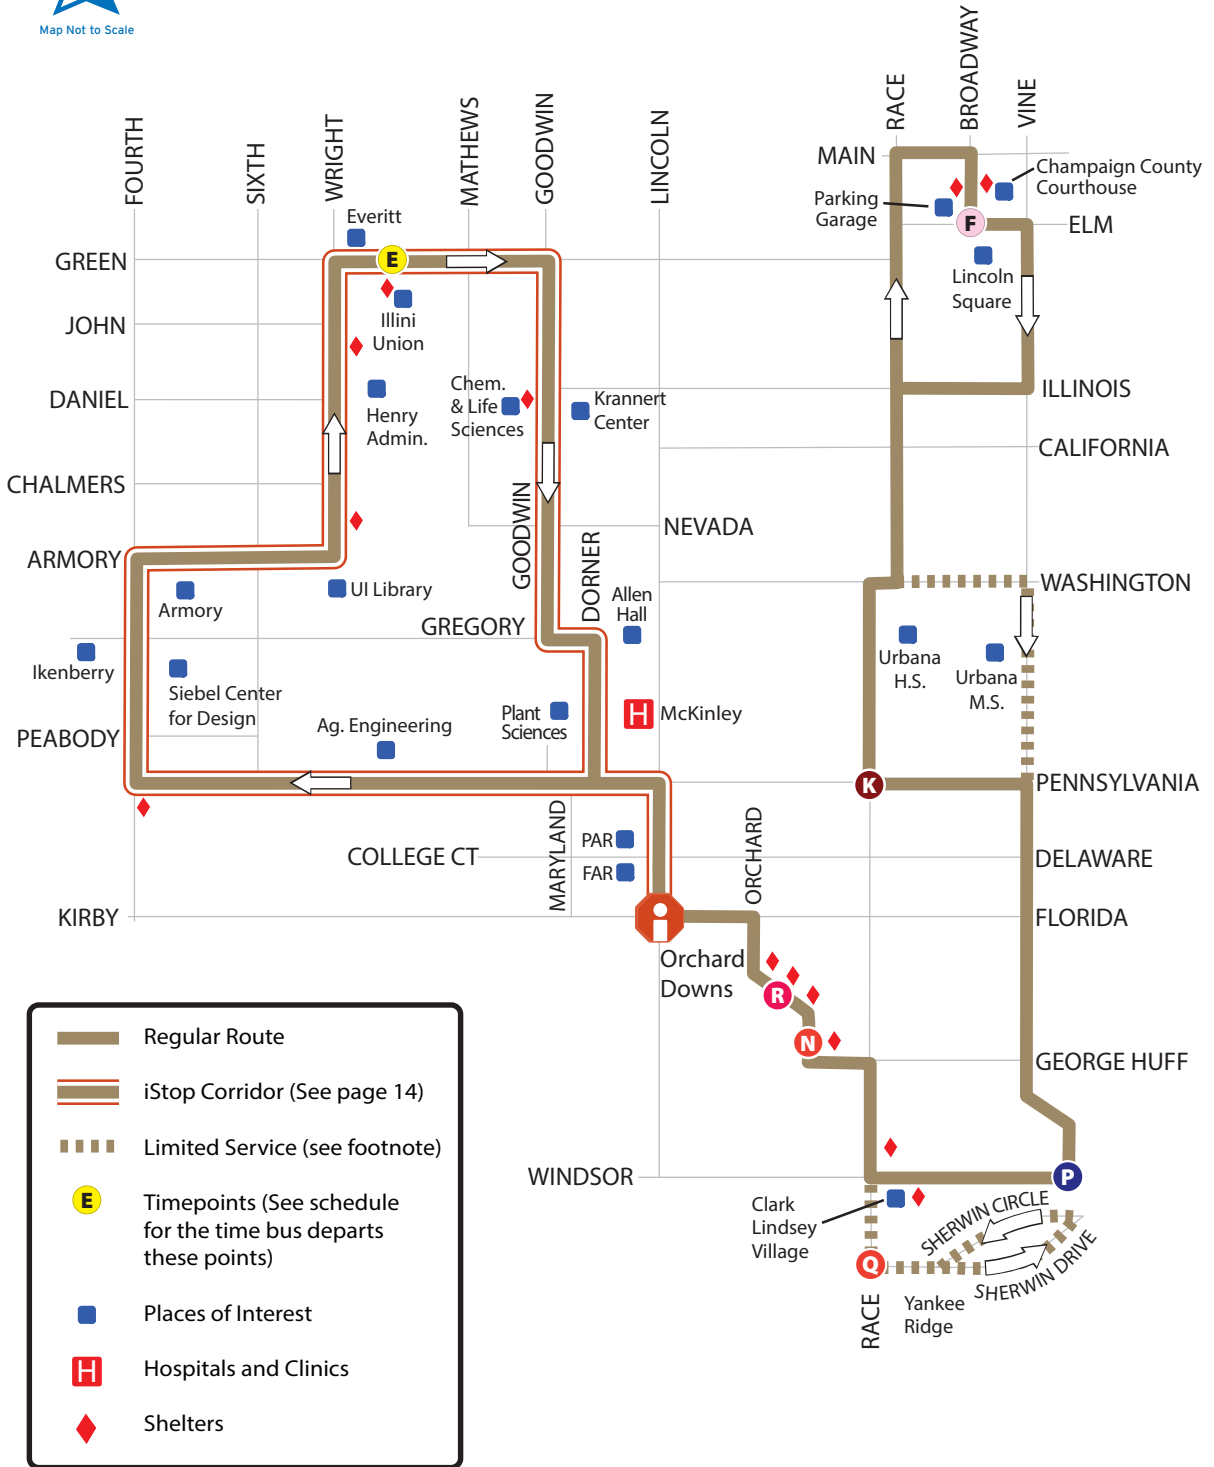 Map Not to Scale
FOURTH
SIXTH
WRIGHT
MATHEWS
GOODWIN
LINCOLN
RACE
BROADWAY
VINE
MAIN
Champaign County
Courthouse
Parking
Garage
F
ELM
Lincoln
Square
Everitt
GREEN
E
Illini
Union
JOHN
DANIEL
Henry
Admin.
Chem.
& Life
Sciences
Krannert
Center
ILLINOIS
CALIFORNIA
CHALMERS
GOODWIN
NEVADA
DORNER
ARMORY
Armory
UI Library
Allen
Hall
WASHINGTON
GREGORY
Urbana
H.S.
Urbana
M.S.
Ikenberry
Siebel Center
for Design
Ag. Engineering
Plant
Sciences
H
McKinley
PEABODY
K
PENNSYLVANIA
MARYLAND
PAR
FAR
ORCHARD
COLLEGE CT
DELAWARE
KIRBY
FLORIDA
Orchard
Downs
R
N
GEORGE HUFF
WINDSOR
P
Clark
Lindsey
Village
SHERWIN CIRCLE
SHERWIN DRIVE
Q
RACE
Yankee
Ridge
Regular Route
iStop Corridor (See page 14)
Limited Service (see footnote)
E
Timepoints (See schedule
for the time bus departs
these points)
Places of Interest
H
Hospitals and Clinics
Shelters